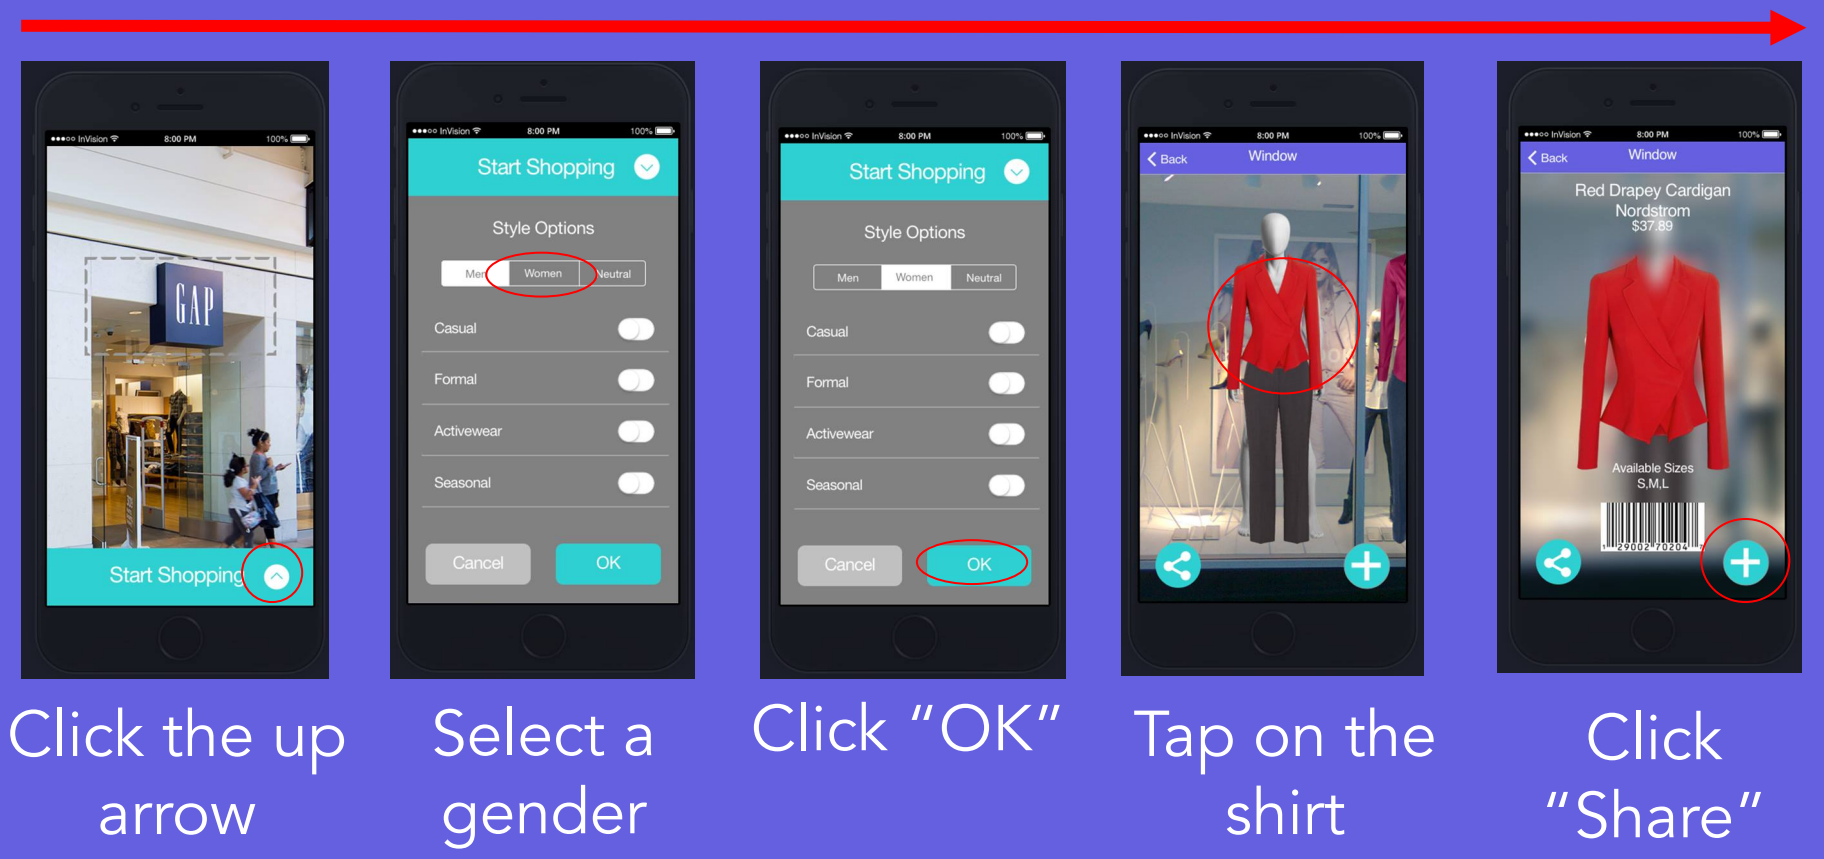 ●●●●○ InVision 8:00 PM 100%
GAP
Start Shopping
Click the up
arrow
●●●●○ InVision 8:00 PM 100%
Start Shopping
Style Options
Men Women Neutral
Casual
Formal
Activewear
Seasonal
Cancel OK
Select a
gender
●●●●○ InVision 8:00 PM 100%
Start Shopping
Style Options
Men Women Neutral
Casual
Formal
Activewear
Seasonal
Cancel OK
Click “OK”
●●●●○ InVision 8:00 PM 100%
Back Window
Tap on the
shirt
●●●●○ InVision 8:00 PM 100%
Back Window
Red Drapey Cardigan
Nordstrom
$37.89
Available Sizes
S,M,L
1 29002 70204 7
Click
“Share”